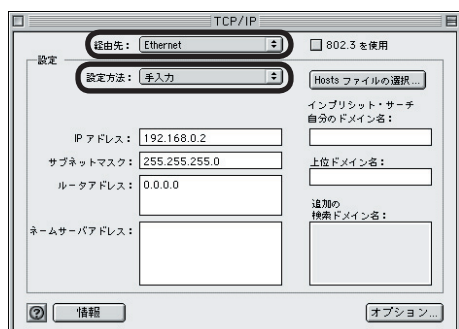 TCP/IP
経由先： Ethernet
802.3 を使用
設定
設定方法： 手入力
Hosts ファイルの選択...
インプリシット・サーチ
自分のドメイン名：
IP アドレス： 192.168.0.2
サブネットマスク： 255.255.255.0
上位ドメイン名：
ルータアドレス： 0.0.0.0
追加の
検索ドメイン名：
ネームサーバアドレス：
?
情報
オプション...